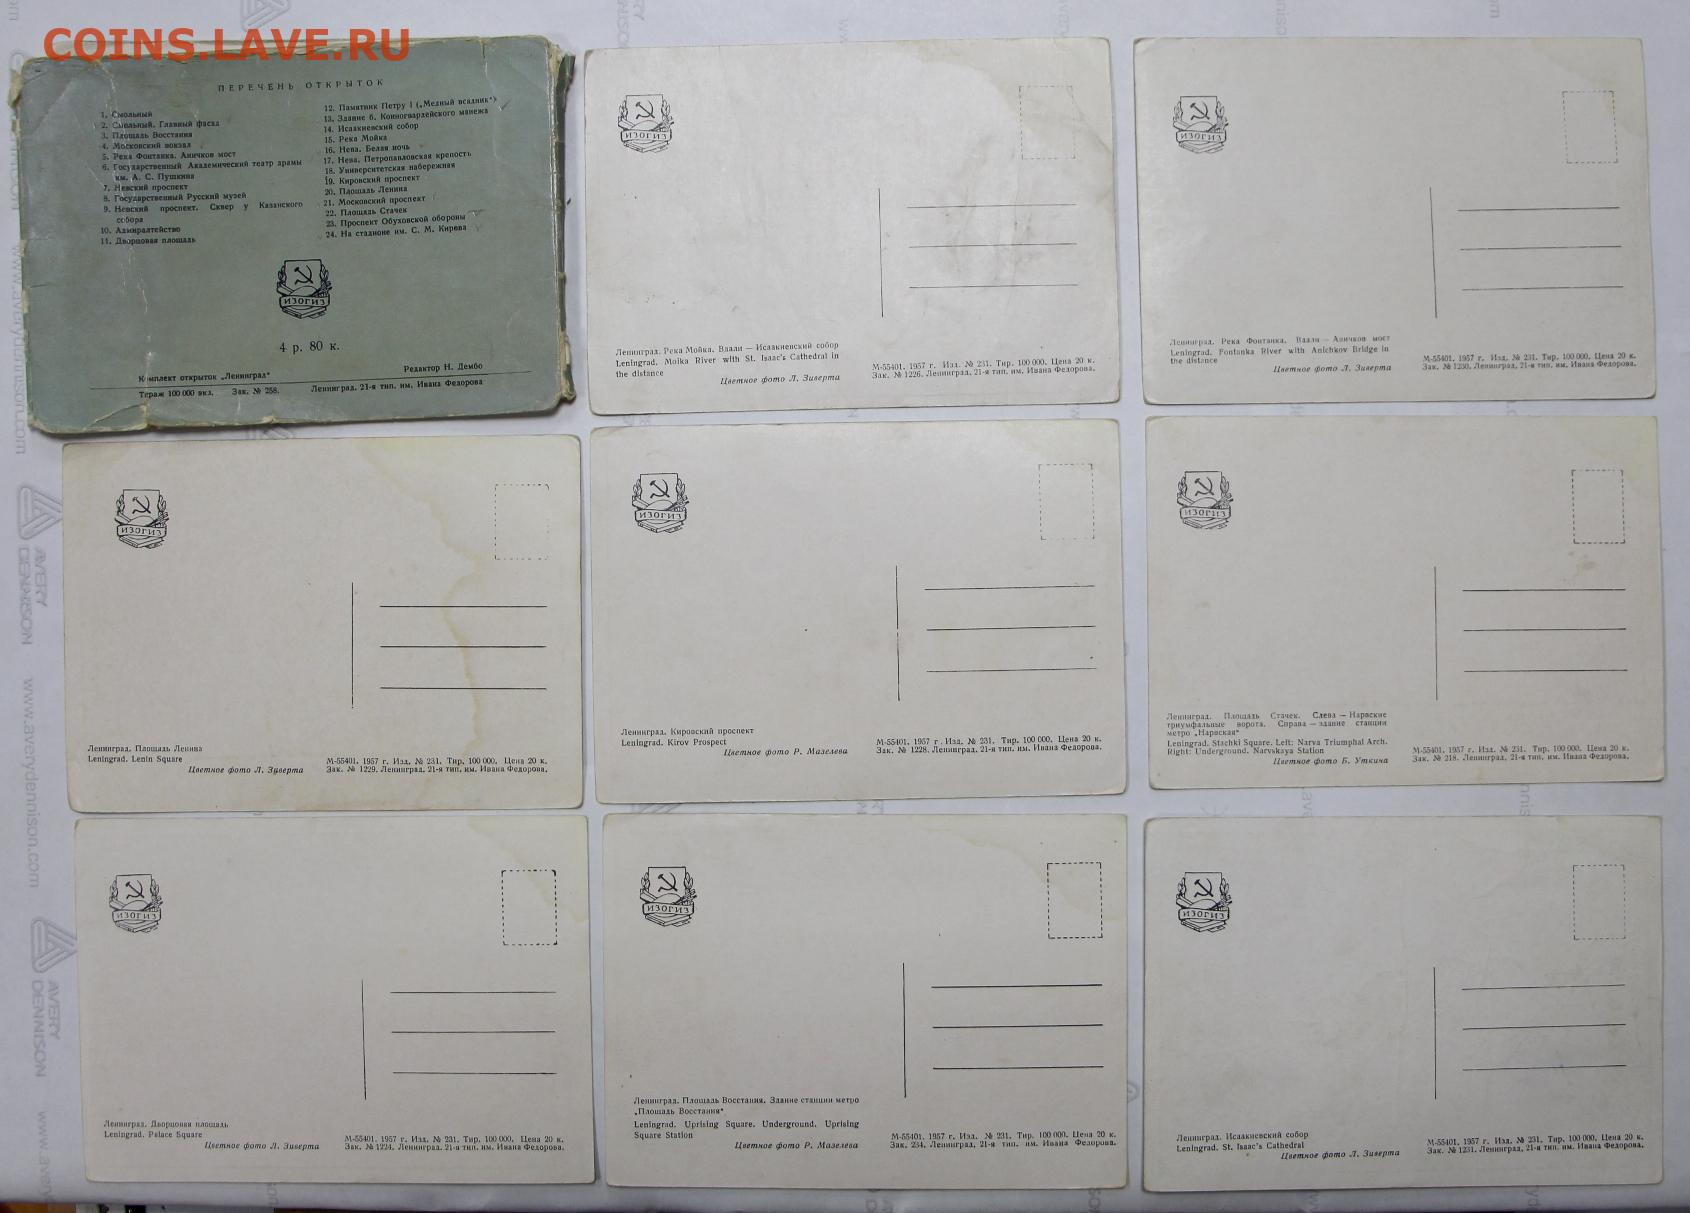 COINS.LAVE.RU
ПЕРЕЧЕНЬ ОТКРЫТОК
1. Смольный
2. Смольный. Главный фасад
3. Площадь Восстания
4. Московский вокзал
5. Река Фонтанка. Аничков мост
6. Государственный Академический театр драмы
им. А. С. Пушкина
7. Невский проспект
8. Государственный Русский музей
9. Невский проспект. Сквер у Казанского
собора
10. Адмиралтейство
11. Дворцовая площадь
12. Памятник Петру I („Медный всадник“)
13. Здание б. Конногвардейского манежа
14. Исаакиевский собор
15. Река Мойка
16. Нева. Белая ночь
17. Нева. Петропавловская крепость
18. Университетская набережная
19. Кировский проспект
20. Площадь Ленина
21. Московский проспект
22. Площадь Стачек
23. Проспект Обуховской обороны
24. На стадионе им. С. М. Кирова
ИЗОГИЗ
4 р. 80 к.
Комплект открыток „Ленинград“
Редактор Н. Дембо
Тираж 100 000 экз. Зак. № 258. Ленинград. 21-я тип. им. Ивана Федорова
ИЗОГИЗ
Ленинград. Река Мойка. Вдали — Исаакиевский собор
Leningrad. Moika River with St. Isaac's Cathedral in
the distance
Цветное фото Л. Зиверта
М-55401. 1957 г. Изд. № 231. Тир. 100 000. Цена 20 к.
Зак. № 1226. Ленинград. 21-я тип. им. Ивана Федорова.
ИЗОГИЗ
Ленинград. Река Фонтанка. Вдали — Аничков мост
Leningrad. Fontanka River with Anichkov Bridge in
the distance
Цветное фото Л. Зиверта
М-55401. 1957 г. Изд. № 231. Тир. 100 000. Цена 20 к.
Зак. № 1230. Ленинград. 21-я тип. им. Ивана Федорова.
ИЗОГИЗ
Ленинград. Площадь Ленина
Leningrad. Lenin Square
Цветное фото Л. Зиверта
М-55401. 1957 г. Изд. № 231. Тир. 100 000. Цена 20 к.
Зак. № 1229. Ленинград. 21-я тип. им. Ивана Федорова.
ИЗОГИЗ
Ленинград. Кировский проспект
Leningrad. Kirov Prospect
Цветное фото Р. Мазелева
М-55401. 1957 г. Изд. № 231. Тир. 100 000. Цена 20 к.
Зак. № 1228. Ленинград. 21-я тип. им. Ивана Федорова.
ИЗОГИЗ
Ленинград. Площадь Стачек. Слева — Нарвские
триумфальные ворота. Справа — здание станции
метро „Нарвская“
Leningrad. Stachki Square. Left: Narva Triumphal Arch.
Right: Underground. Narvskaya Station
Цветное фото Б. Уткина
М-55401. 1957 г. Изд. № 231. Тир. 100 000. Цена 20 к.
Зак. № 218. Ленинград. 21-я тип. им. Ивана Федорова.
ИЗОГИЗ
Ленинград. Дворцовая площадь
Leningrad. Palace Square
Цветное фото Л. Зиверта
М-55401. 1957 г. Изд. № 231. Тир. 100 000. Цена 20 к.
Зак. № 1224. Ленинград. 21-я тип. им. Ивана Федорова.
ИЗОГИЗ
Ленинград. Площадь Восстания. Здание станции метро
„Площадь Восстания“
Leningrad. Uprising Square. Underground. Uprising
Square Station
Цветное фото Р. Мазелева
М-55401. 1957 г. Изд. № 231. Тир. 100 000. Цена 20 к.
Зак. 234. Ленинград. 21-я тип. им. Ивана Федорова.
ИЗОГИЗ
Ленинград. Исаакиевский собор
Leningrad. St. Isaac's Cathedral
Цветное фото Л. Зиверта
М-55401. 1957 г. Изд. № 231. Тир. 100 000. Цена 20 к.
Зак. № 1231. Ленинград. 21-я тип. им. Ивана Федорова.
AVERY
DENNISON
www.averydennison.com
AVERY
DENNISON